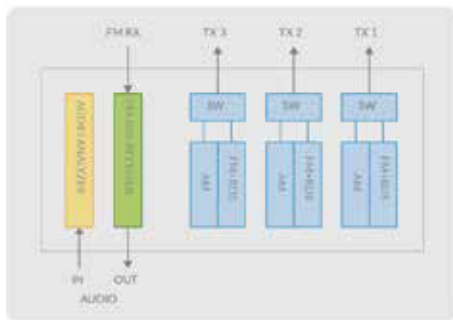 FM RX
TX 3
TX 2
TX 1
SW
SW
SW
AUDIO ANALYZER
AM
FM+RDS
AM
FM+RDS
AM
FM+RDS
IN
OUT
AUDIO